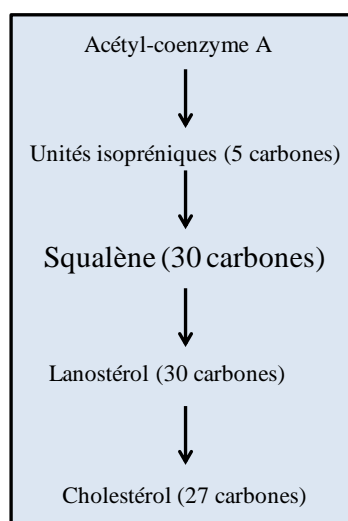 Acétyl-coenzyme A
Unités isopréniques (5 carbones)
Squalène (30 carbones)
Lanostérol (30 carbones)
Cholestérol (27 carbones)